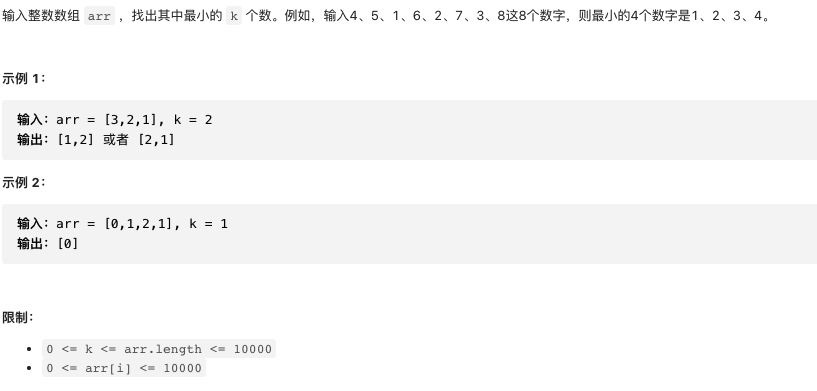 输入整数数组 arr ，找出其中最小的 k 个数。例如，输入4、5、1、6、2、7、3、8这8个数字，则最小的4个数字是1、2、3、4。
示例 1：
输入：arr = [3,2,1], k = 2
输出：[1,2] 或者 [2,1]
示例 2：
输入：arr = [0,1,2,1], k = 1
输出：[0]
限制：
• 0 <= k <= arr.length <= 10000
• 0 <= arr[i] <= 10000